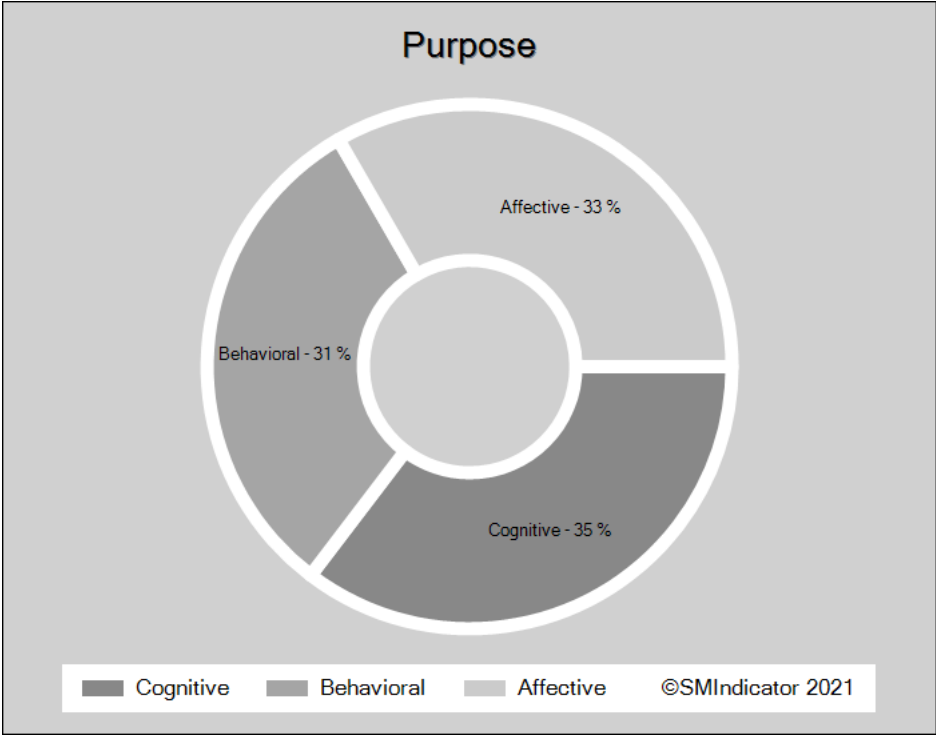 Purpose
Affective - 33 %
Behavioral - 31 %
Cognitive - 35 %
Cognitive Behavioral Affective ©SMIndicator 2021